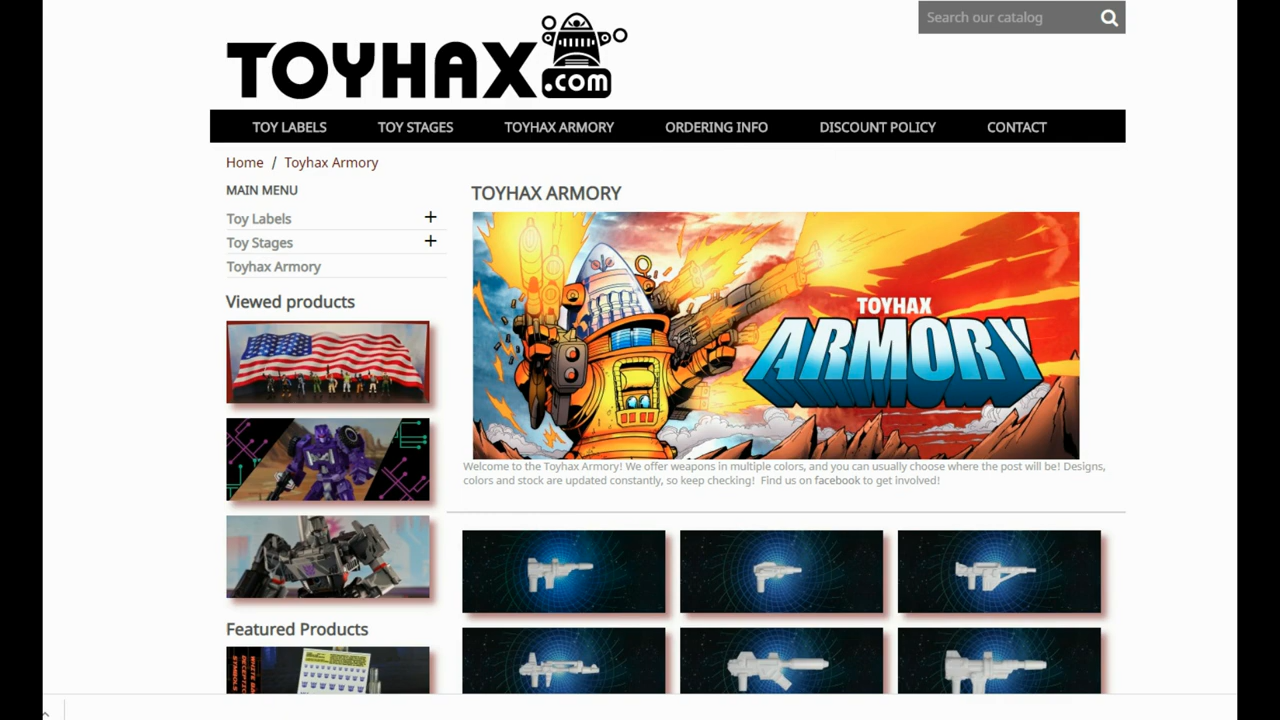 Search our catalog
TOYHAX.com
TOY LABELS
TOY STAGES
TOYHAX ARMORY
ORDERING INFO
DISCOUNT POLICY
CONTACT
Home / Toyhax Armory
MAIN MENU
Toy Labels +
Toy Stages +
Toyhax Armory
Viewed products
Featured Products
TOYHAX ARMORY
TOYHAX
ARMORY
Welcome to the Toyhax Armory! We offer weapons in multiple colors, and you can usually choose where the post will be! Designs,
colors and stock are updated constantly, so keep checking! Find us on facebook to get involved!